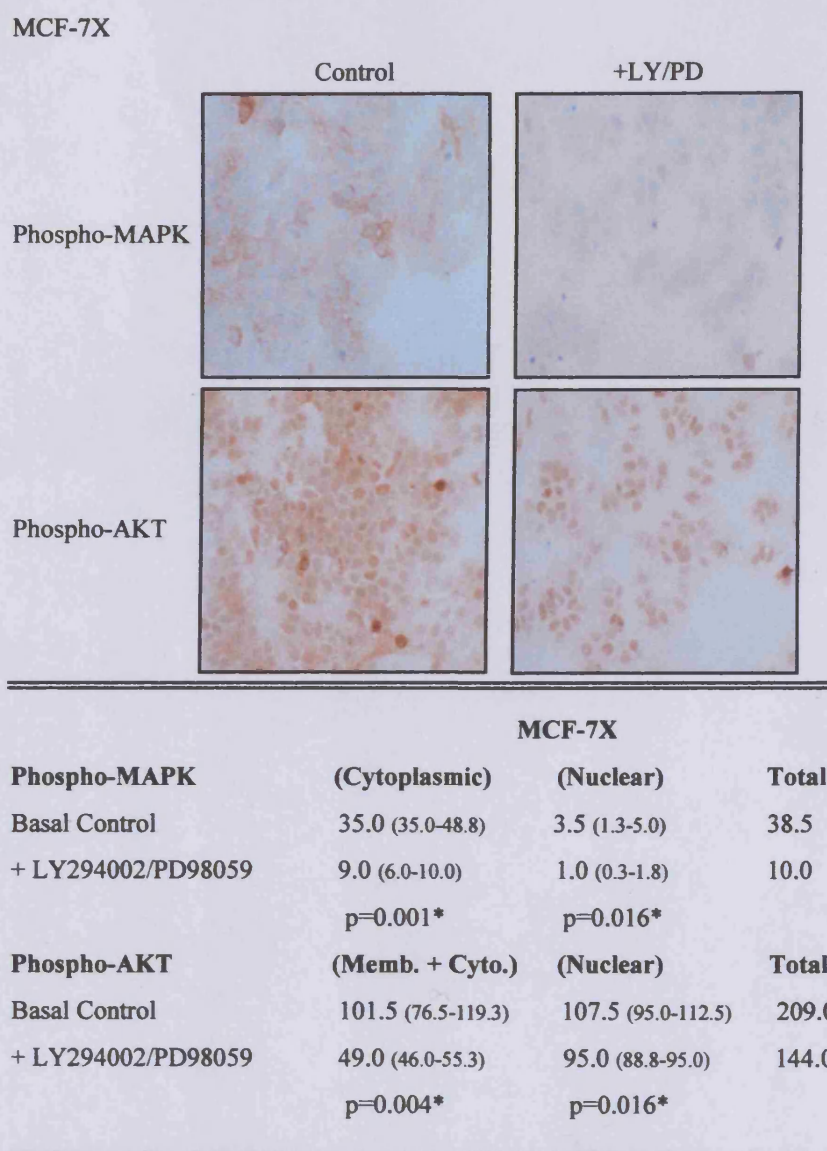 MCF-7X
Control +LY/PD
Phospho-MAPK
Phospho-AKT
MCF-7X
Phospho-MAPK (Cytoplasmic) (Nuclear) Total
Basal Control 35.0 (35.0-48.8) 3.5 (1.3-5.0) 38.5
+ LY294002/PD98059 9.0 (6.0-10.0) 1.0 (0.3-1.8) 10.0
p=0.001* p=0.016*
Phospho-AKT (Memb. + Cyto.) (Nuclear) Total
Basal Control 101.5 (76.5-119.3) 107.5 (95.0-112.5) 209.0
+ LY294002/PD98059 49.0 (46.0-55.3) 95.0 (88.8-95.0) 144.0
p=0.004* p=0.016*